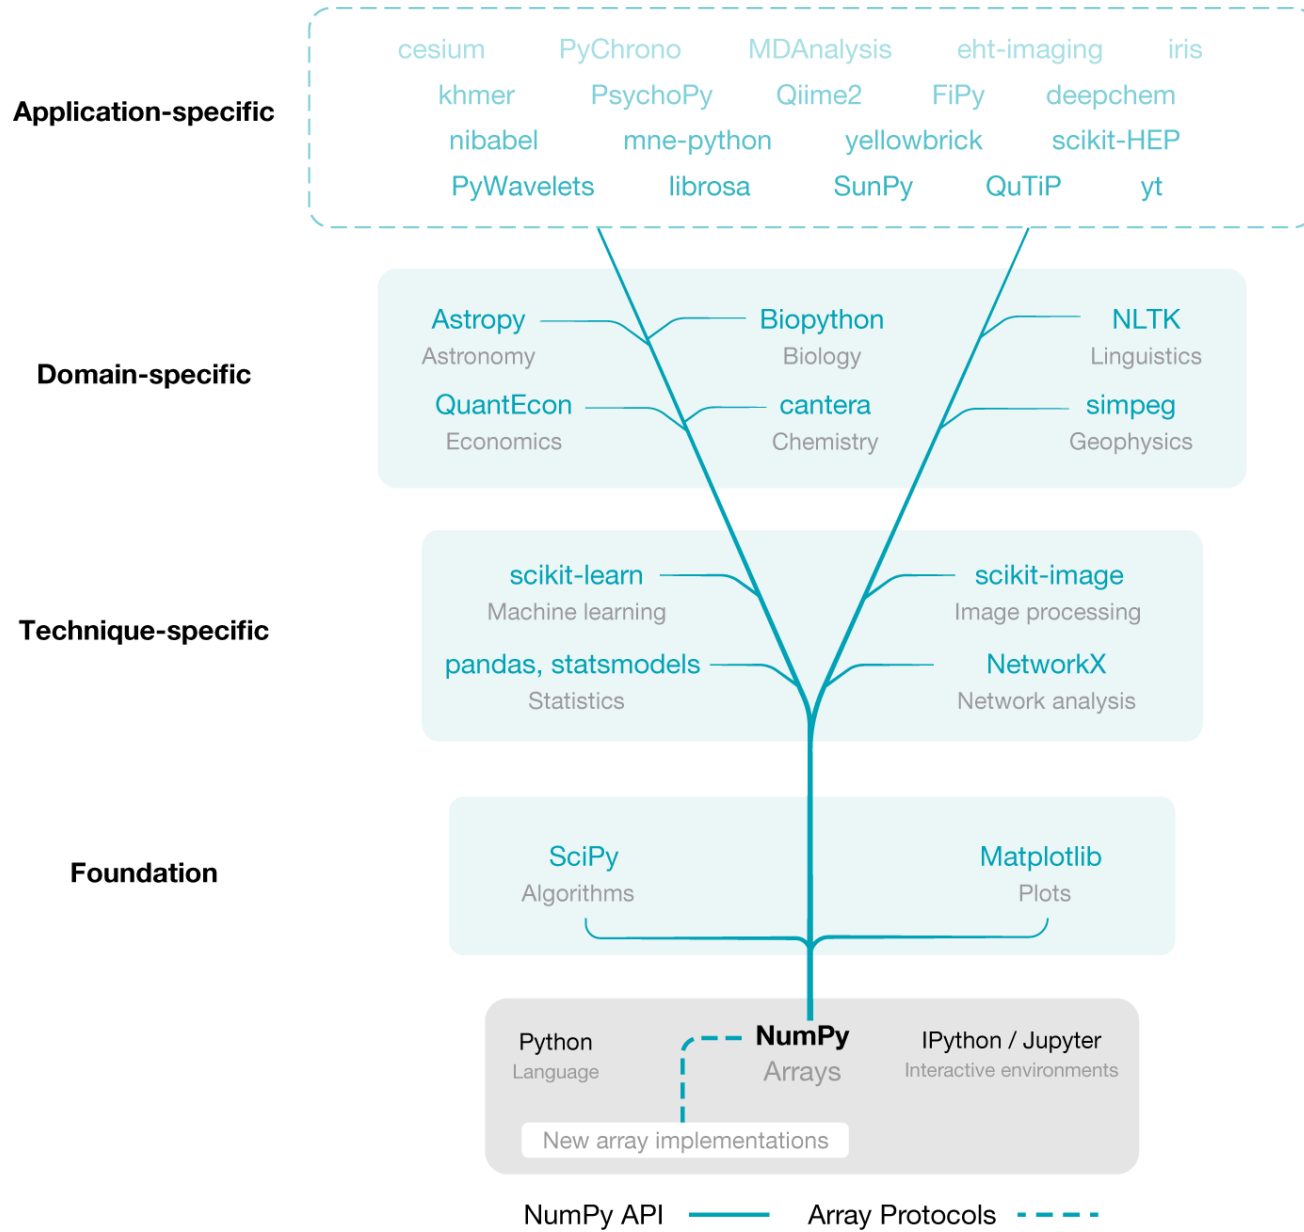 Application-specific
cesium PyChrono MDAnalysis eht-imaging iris
khmer PsychoPy Qiime2 FiPy deepchem
nibabel mne-python yellowbrick scikit-HEP
PyWavelets librosa SunPy QuTiP yt
Domain-specific
Astropy Biopython NLTK
Astronomy Biology Linguistics
QuantEcon cantera simpeg
Economics Chemistry Geophysics
Technique-specific
scikit-learn scikit-image
Machine learning Image processing
pandas, statsmodels NetworkX
Statistics Network analysis
Foundation
SciPy Matplotlib
Algorithms Plots
Python NumPy IPython / Jupyter
Language Arrays Interactive environments
New array implementations
NumPy API Array Protocols